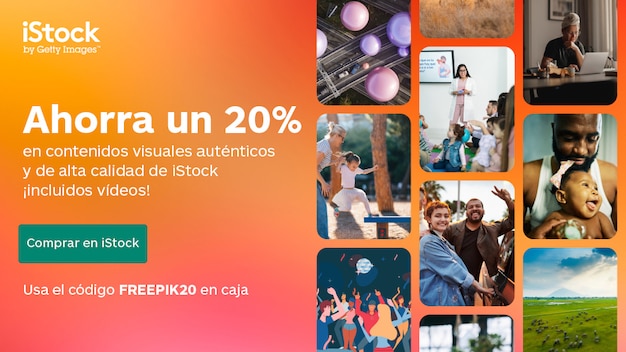 iStock
by Getty Images™
Ahorra un 20%
en contenidos visuales auténticos
y de alta calidad de iStock
¡incluidos vídeos!
Comprar en iStock
Usa el código FREEPIK20 en caja